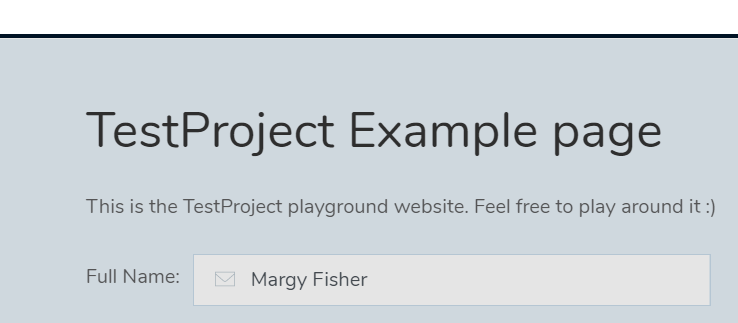 TestProject Example page
This is the TestProject playground website. Feel free to play around it :)
Full Name: Margy Fisher